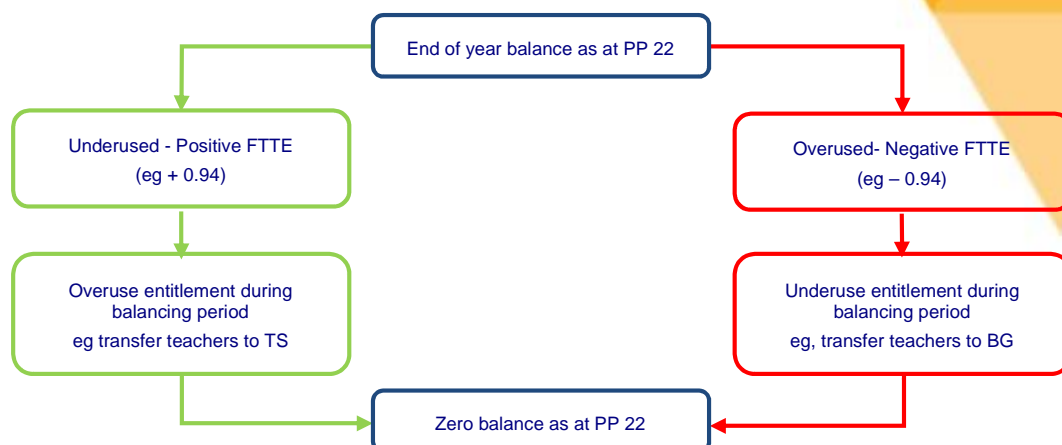 End of year balance as at PP 22
Underused - Positive FTTE
(eg + 0.94)
Overused- Negative FTTE
(eg – 0.94)
Overuse entitlement during
balancing period
eg transfer teachers to TS
Underuse entitlement during
balancing period
eg, transfer teachers to BG
Zero balance as at PP 22